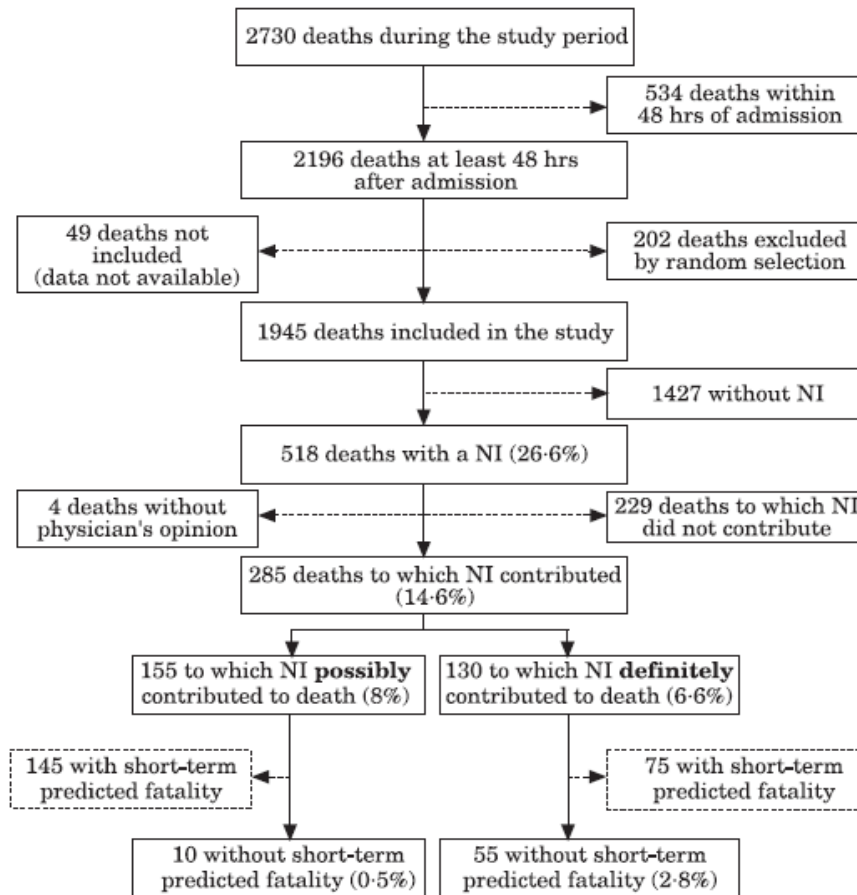 2730 deaths during the study period
534 deaths within
48 hrs of admission
2196 deaths at least 48 hrs
after admission
49 deaths not
included
(data not available)
202 deaths excluded
by random selection
1945 deaths included in the study
1427 without NI
518 deaths with a NI (26·6%)
4 deaths without
physician's opinion
229 deaths to which NI
did not contribute
285 deaths to which NI contributed
(14·6%)
155 to which NI possibly
contributed to death (8%)
130 to which NI definitely
contributed to death (6·6%)
145 with short-term
predicted fatality
75 with short-term
predicted fatality
10 without short-term
predicted fatality (0·5%)
55 without short-term
predicted fatality (2·8%)